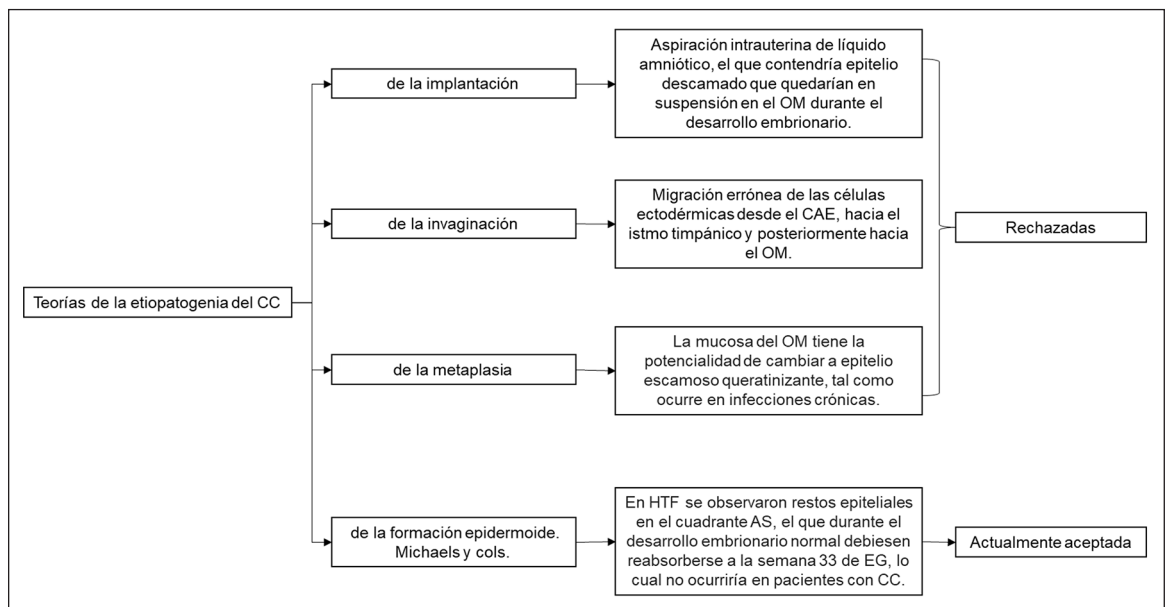 Teorías de la etiopatogenia del CC
de la implantación
Aspiración intrauterina de líquido
amniótico, el que contendría epitelio
descamado que quedarían en
suspensión en el OM durante el
desarrollo embrionario.
de la invaginación
Migración errónea de las células
ectodérmicas desde el CAE, hacia el
istmo timpánico y posteriormente hacia
el OM.
Rechazadas
de la metaplasia
La mucosa del OM tiene la
potencialidad de cambiar a epitelio
escamoso queratinizante, tal como
ocurre en infecciones crónicas.
de la formación epidermoide.
Michaels y cols.
En HTF se observaron restos epiteliales
en el cuadrante AS, el que durante el
desarrollo embrionario normal debiesen
reabsorberse a la semana 33 de EG, lo
cual no ocurriría en pacientes con CC.
Actualmente aceptada